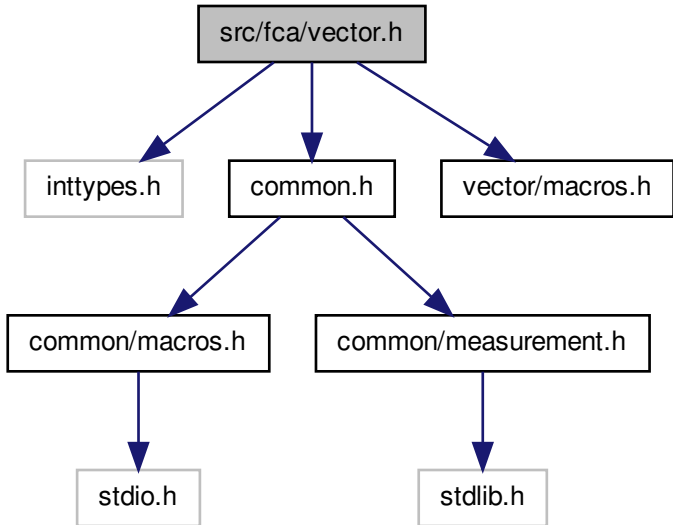 src/fca/vector.h
inttypes.h
common.h
vector/macros.h
common/macros.h
common/measurement.h
stdio.h
stdlib.h